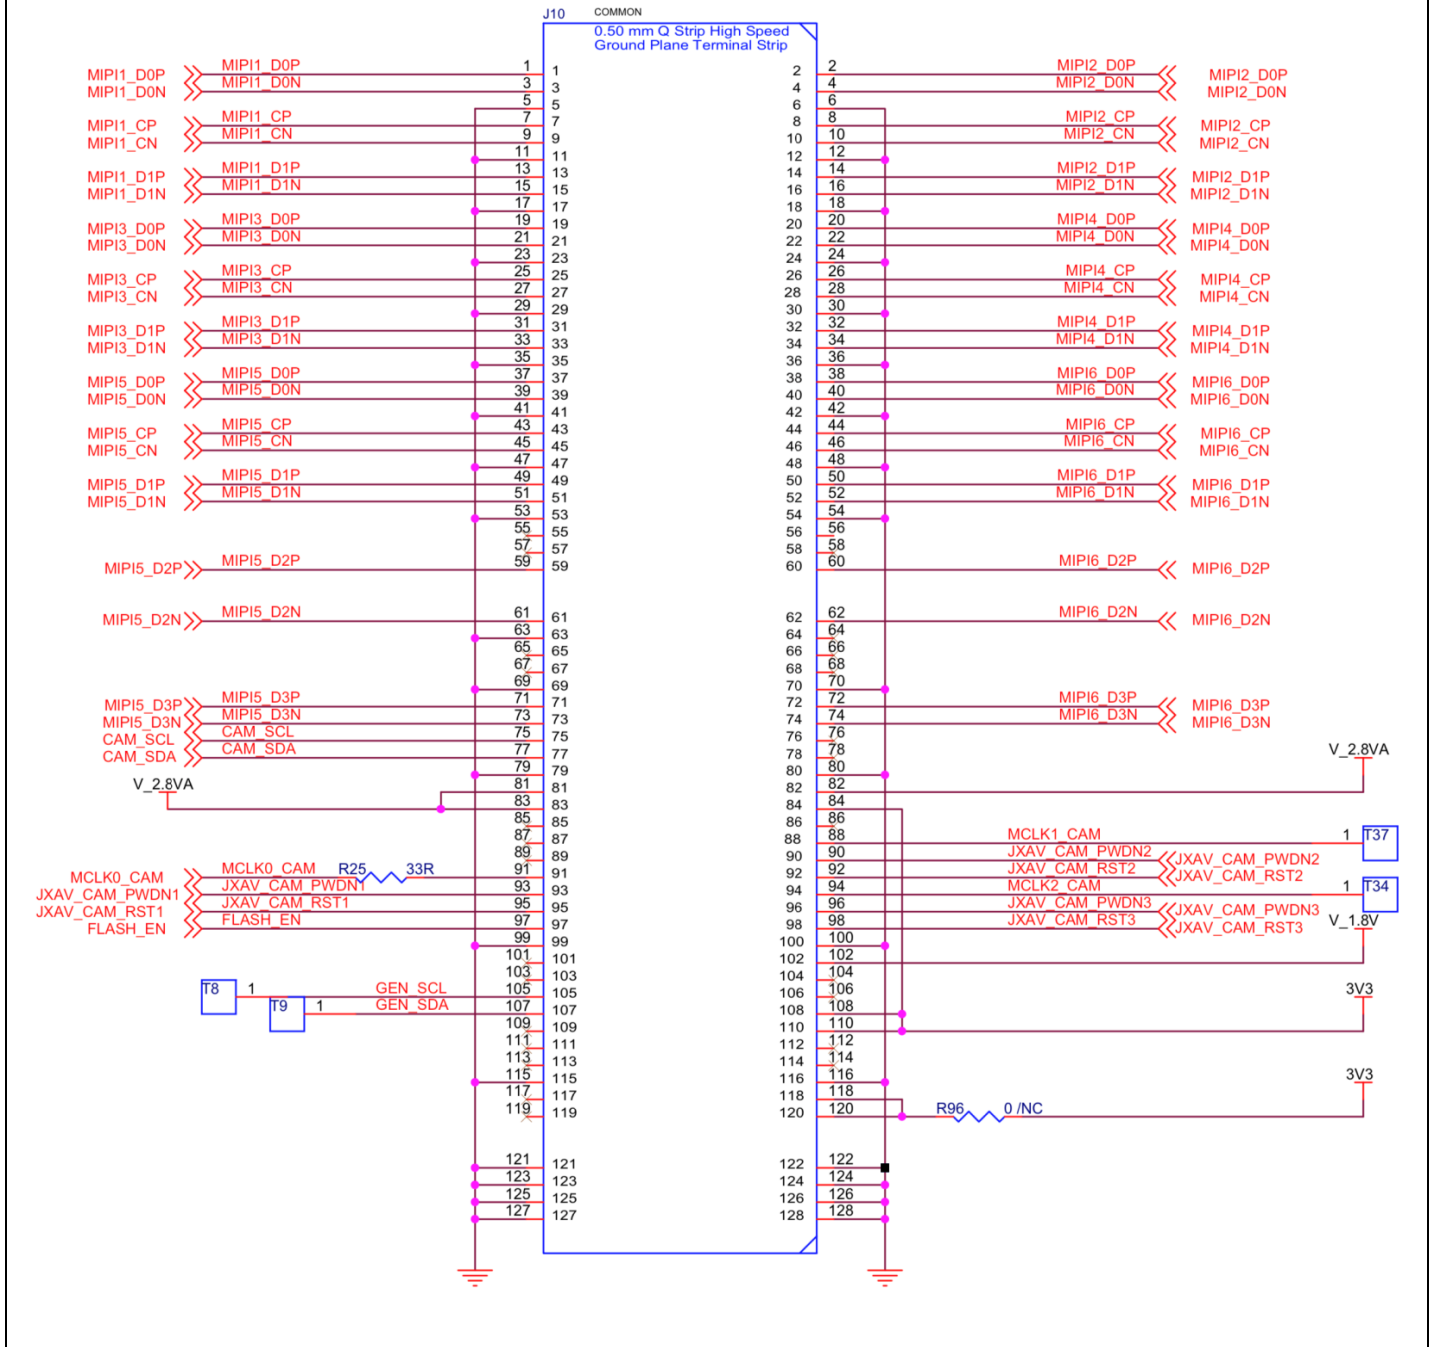 J10 COMMON
0.50 mm Q Strip High Speed
Ground Plane Terminal Strip
MIPI1_D0P MIPI1_D0P 1 1 2 2 MIPI2_D0P MIPI2_D0P
MIPI1_D0N MIPI1_D0N 3 3 4 4 MIPI2_D0N MIPI2_D0N
5 5 6 6
MIPI1_CP MIPI1_CP 7 7 8 8 MIPI2_CP MIPI2_CP
MIPI1_CN MIPI1_CN 9 9 10 10 MIPI2_CN MIPI2_CN
11 11 12 12
MIPI1_D1P MIPI1_D1P 13 13 14 14 MIPI2_D1P MIPI2_D1P
MIPI1_D1N MIPI1_D1N 15 15 16 16 MIPI2_D1N MIPI2_D1N
17 17 18 18
MIPI3_D0P MIPI3_D0P 19 19 20 20 MIPI4_D0P MIPI4_D0P
MIPI3_D0N MIPI3_D0N 21 21 22 22 MIPI4_D0N MIPI4_D0N
23 23 24 24
MIPI3_CP MIPI3_CP 25 25 26 26 MIPI4_CP MIPI4_CP
MIPI3_CN MIPI3_CN 27 27 28 28 MIPI4_CN MIPI4_CN
29 29 30 30
MIPI3_D1P MIPI3_D1P 31 31 32 32 MIPI4_D1P MIPI4_D1P
MIPI3_D1N MIPI3_D1N 33 33 34 34 MIPI4_D1N MIPI4_D1N
35 35 36 36
MIPI5_D0P MIPI5_D0P 37 37 38 38 MIPI6_D0P MIPI6_D0P
MIPI5_D0N MIPI5_D0N 39 39 40 40 MIPI6_D0N MIPI6_D0N
41 41 42 42
MIPI5_CP MIPI5_CP 43 43 44 44 MIPI6_CP MIPI6_CP
MIPI5_CN MIPI5_CN 45 45 46 46 MIPI6_CN MIPI6_CN
47 47 48 48
MIPI5_D1P MIPI5_D1P 49 49 50 50 MIPI6_D1P MIPI6_D1P
MIPI5_D1N MIPI5_D1N 51 51 52 52 MIPI6_D1N MIPI6_D1N
53 53 54 54
55 55 56 56
57 57 58 58
MIPI5_D2P MIPI5_D2P 59 59 60 60 MIPI6_D2P MIPI6_D2P
MIPI5_D2N MIPI5_D2N 61 61 62 62 MIPI6_D2N MIPI6_D2N
63 63 64 64
65 65 66 66
67 67 68 68
69 69 70 70
MIPI5_D3P MIPI5_D3P 71 71 72 72 MIPI6_D3P MIPI6_D3P
MIPI5_D3N MIPI5_D3N 73 73 74 74 MIPI6_D3N MIPI6_D3N
CAM_SCL CAM_SCL 75 75 76 76
CAM_SDA CAM_SDA 77 77 78 78 V_2.8VA
79 79 80 80
V_2.8VA 81 81 82 82
83 83 84 84
85 85 86 86
87 87 88 88 MCLK1_CAM 1 T37
89 89 90 90 JXAV_CAM_PWDN2 JXAV_CAM_PWDN2
MCLK0_CAM MCLK0_CAM R25 33R 91 91 92 92 JXAV_CAM_RST2 JXAV_CAM_RST2
JXAV_CAM_PWDN1 JXAV_CAM_PWDN1 93 93 94 94 MCLK2_CAM 1 T34
JXAV_CAM_RST1 JXAV_CAM_RST1 95 95 96 96 JXAV_CAM_PWDN3 JXAV_CAM_PWDN3
FLASH_EN FLASH_EN 97 97 98 98 JXAV_CAM_RST3 JXAV_CAM_RST3 V_1.8V
99 99 100 100
101 101 102 102
103 103 104 104
T8 1 GEN_SCL 105 105 106 106 3V3
T9 1 GEN_SDA 107 107 108 108
109 109 110 110
111 111 112 112
113 113 114 114
115 115 116 116 3V3
117 117 118 118
119 119 120 120 R96 0 /NC
121 121 122 122
123 123 124 124
125 125 126 126
127 127 128 128